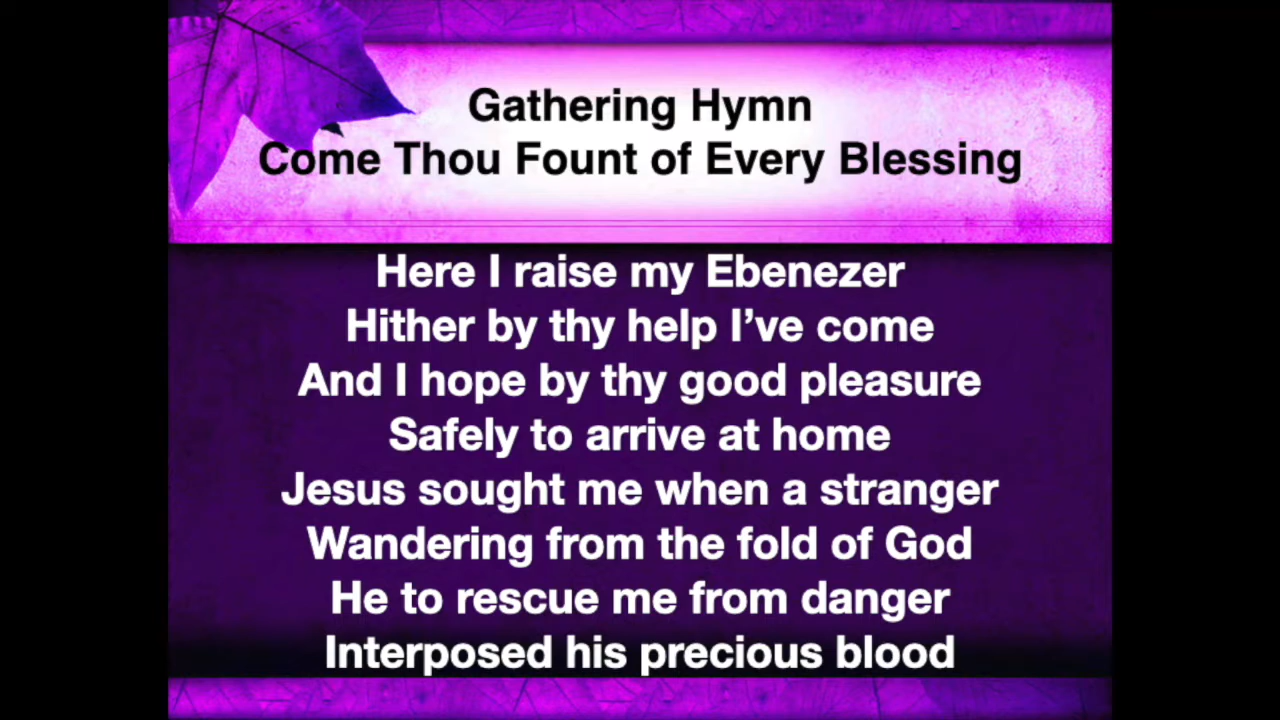 Gathering Hymn
Come Thou Fount of Every Blessing
Here I raise my Ebenezer
Hither by thy help I’ve come
And I hope by thy good pleasure
Safely to arrive at home
Jesus sought me when a stranger
Wandering from the fold of God
He to rescue me from danger
Interposed his precious blood